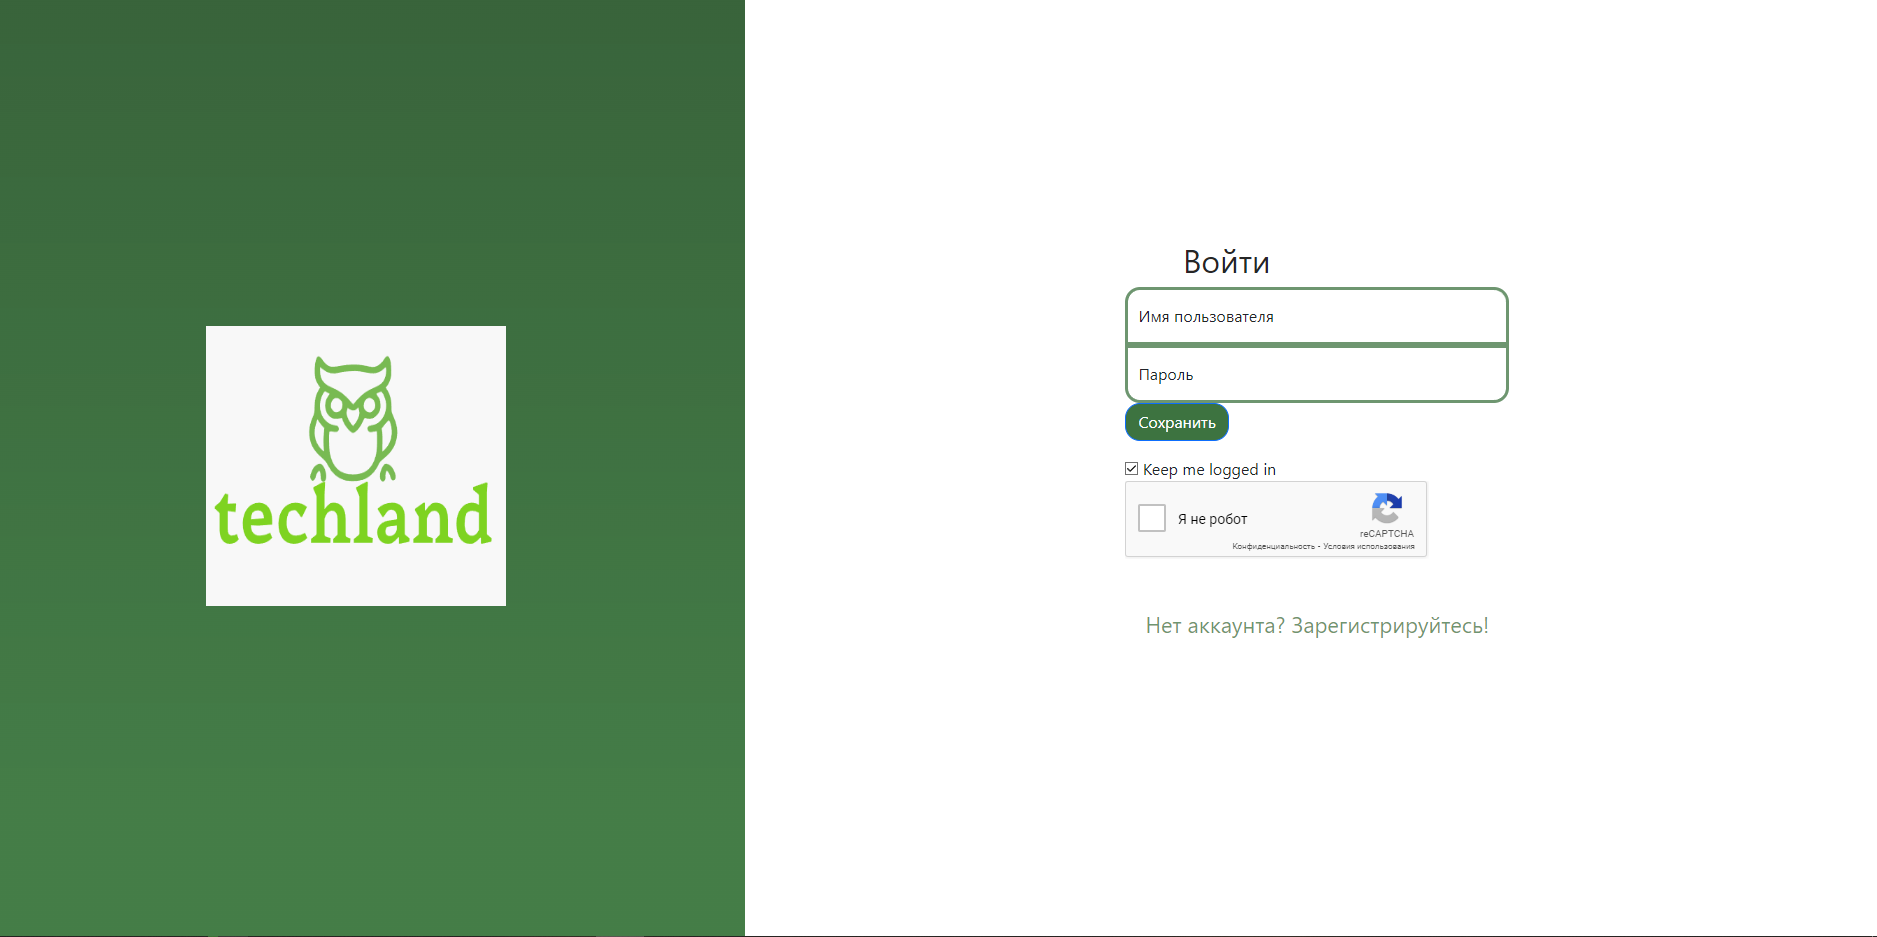 techland
Войти
Имя пользователя
Пароль
Сохранить
Keep me logged in
Я не робот
reCAPTCHA
Конфиденциальность - Условия использования
Нет аккаунта? Зарегистрируйтесь!